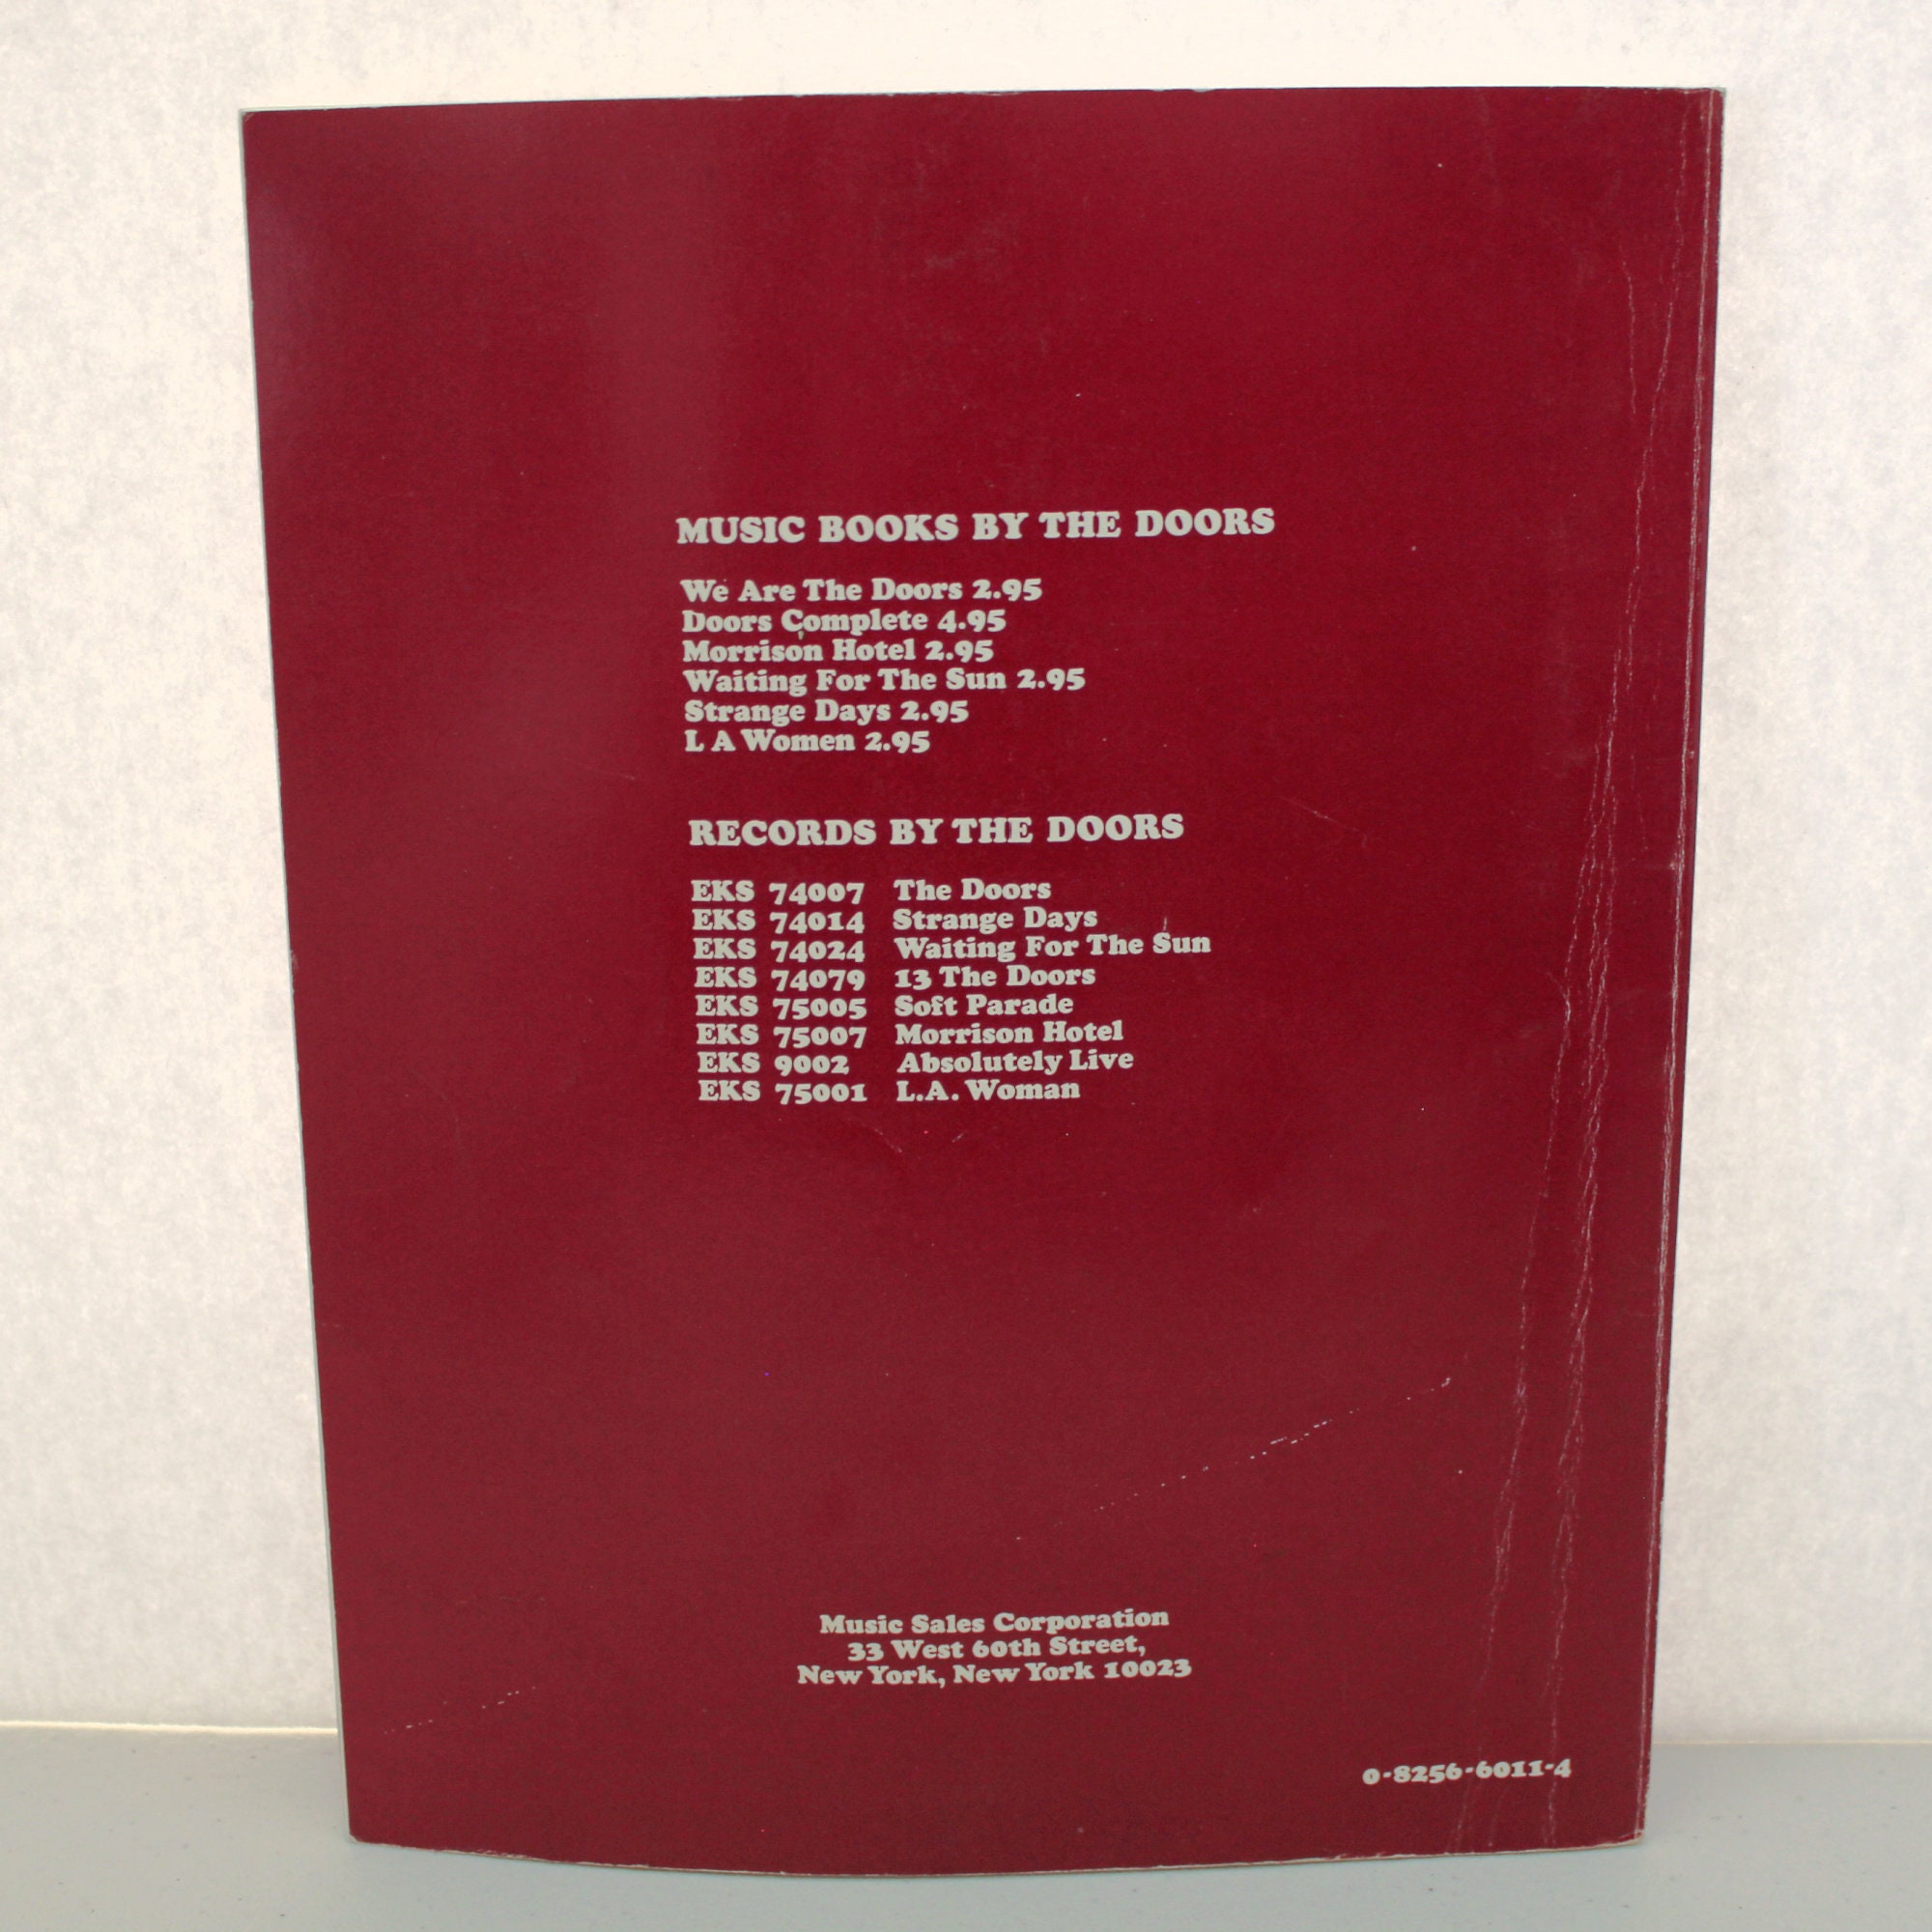 MUSIC BOOKS BY THE DOORS
We Are The Doors 2.95
Doors Complete 4.95
Morrison Hotel 2.95
Waiting For The Sun 2.95
Strange Days 2.95
L A Women 2.95
RECORDS BY THE DOORS
EKS 74007 The Doors
EKS 74014 Strange Days
EKS 74024 Waiting For The Sun
EKS 74079 13 The Doors
EKS 75005 Soft Parade
EKS 75007 Morrison Hotel
EKS 9002 Absolutely Live
EKS 75001 L.A. Woman
Music Sales Corporation
33 West 60th Street,
New York, New York 10023
0-8256-6011-4